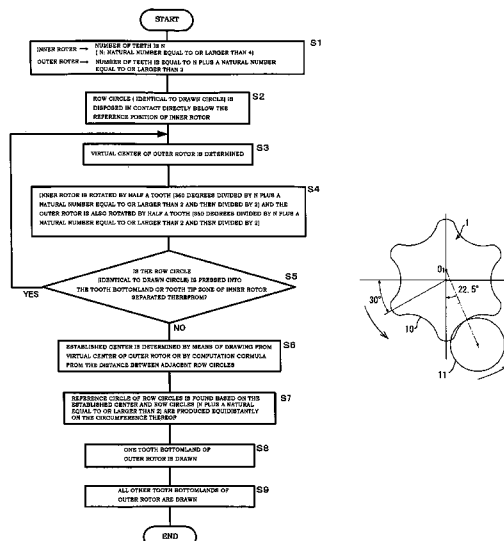 START
S1
INNER ROTER → NUMBER OF TEETH IS N
( N: NATURAL NUMBER EQUAL TO OR LARGER THAN 4)
OUTER ROTER → NUMBER OF TEETH IS EQUAL TO N PLUS A NATURAL NUMBER
EQUAL TO OR LARGER THAN 2
S2
ROW CIRCLE ( IDENTICAL TO DRAWN CIRCLE) IS
DISPOSED IN CONTACT DIRECTLY BELOW THE
REFERENCE POSITION OF INNER ROTOR
S3
VIRTUAL CENTER OF OUTER ROTOR IS DETERMINED
S4
INNER ROTOR IS ROTATED BY HALF A TOOTH [360 DEGREES DIVIDED BY N PLUS A
NATURAL NUMBER EQUAL TO OR LARGER THAN 2 AND THEN DIVIDED BY 2] AND THE
OUTER ROTOR IS ALSO ROTATED BY HALF A TOOTH [360 DEGREES DIVIDED BY N PLUS A
NATURAL NUMBER EQUAL TO OR LARGER THAN 2 AND THEN DIVIDED BY 2]
S5
IS THE ROW CIRCLE
(IDENTICAL TO DRAWN CIRCLE) IS PRESSED INTO
THE TOOTH BOTTOMLAND OR TOOTH TIP ZONE OF INNER ROTOR
SEPARATED THEREFROM?
YES
NO
S6
ESTABLISHED CENTER IS DETERMINED BY MEANS OF DRAWING FROM
VIRTUAL CENTER OF OUTER ROTOR OR BY COMPUTATION FORMULA
FROM THE DISTANCE BETWEEN ADJACENT ROW CIRCLES
S7
REFERENCE CIRCLE OF ROW CIRCLES IS FOUND BASED ON THE
ESTABLISHED CENTER AND ROW CIRCLES (N PLUS A NATURAL
EQUAL TO OR LARGER THAN 2) ARE PRODUCED EQUIDISTANTLY
ON THE CIRCUMFERENCE THEREOF
S8
ONE TOOTH BOTTOMLAND OF
OUTER ROTOR IS DRAWN
S9
ALL OTHER TOOTH BOTTOMLANDS OF
OUTER ROTOR ARE DRAWN
END
1
O1
22.5°
30°
10
11